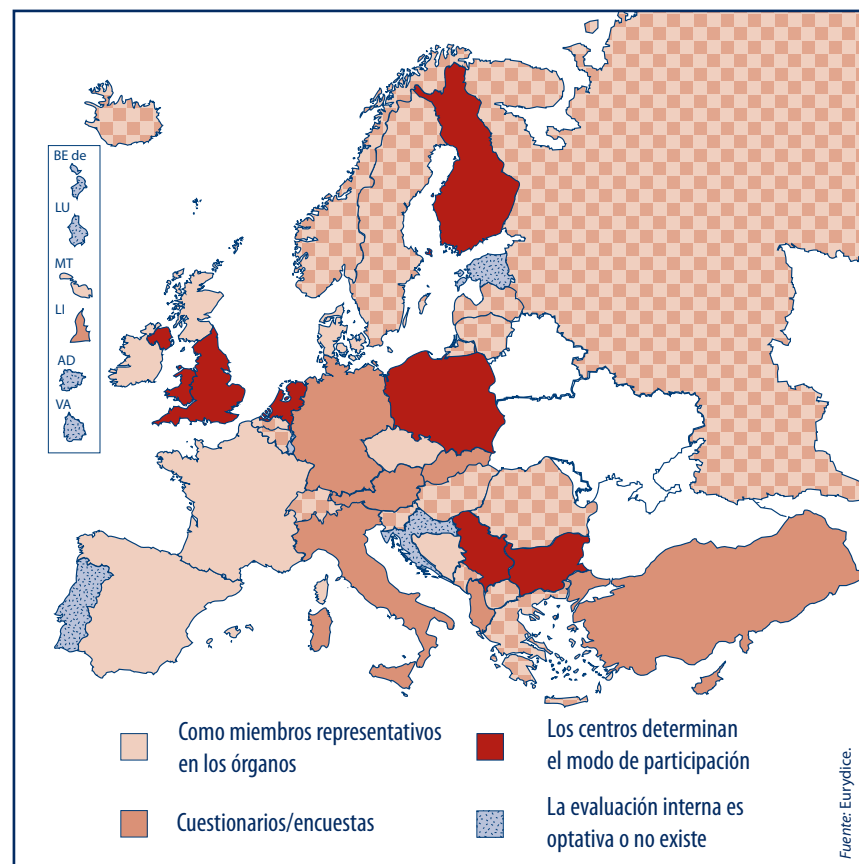 BE de
LU
MT
LI
AD
VA
Como miembros representativos
en los órganos
Los centros determinan
el modo de participación
Cuestionarios/encuestas
La evaluación interna es
optativa o no existe
Fuente: Eurydice.